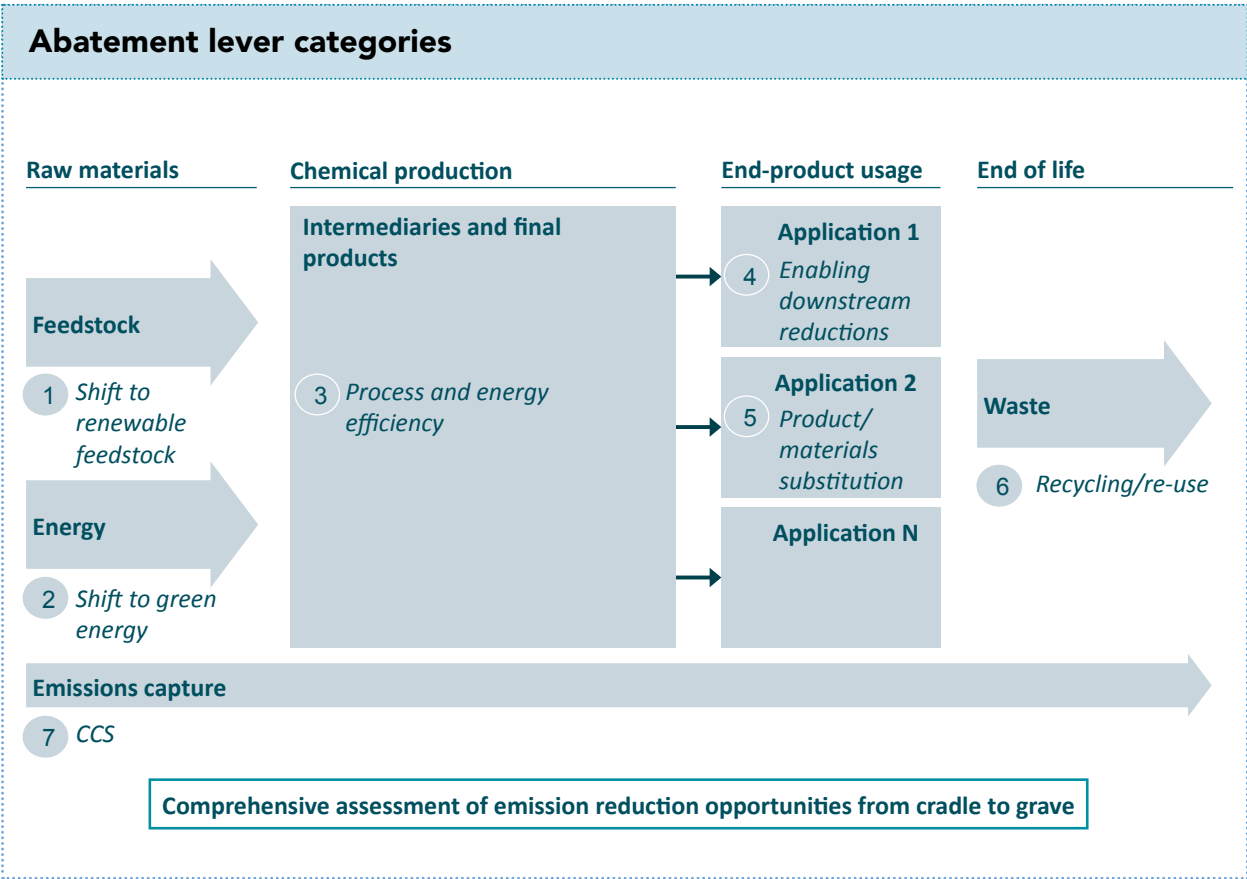 Abatement lever categories
Raw materials
Chemical production
End-product usage
End of life
Feedstock
1 Shift to
renewable
feedstock
Energy
2 Shift to green
energy
Intermediaries and final
products
3 Process and energy
efficiency
Application 1
4 Enabling
downstream
reductions
Application 2
5 Product/
materials
substitution
Application N
Waste
6 Recycling/re-use
Emissions capture
7 CCS
Comprehensive assessment of emission reduction opportunities from cradle to grave